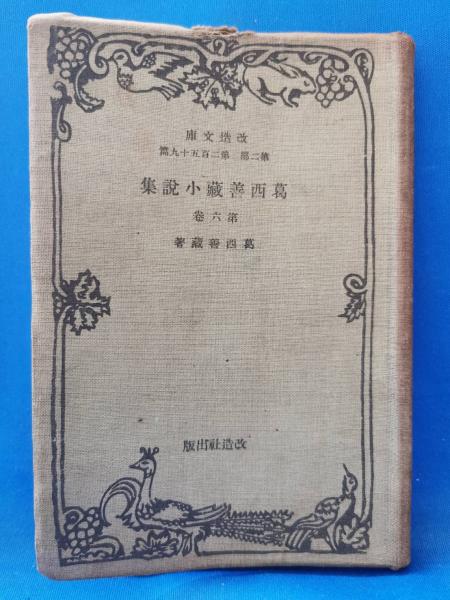 庫文造改
篇九十五百二第 部二第
集說小藏善西葛
卷六第
著藏善西葛
版出社造改